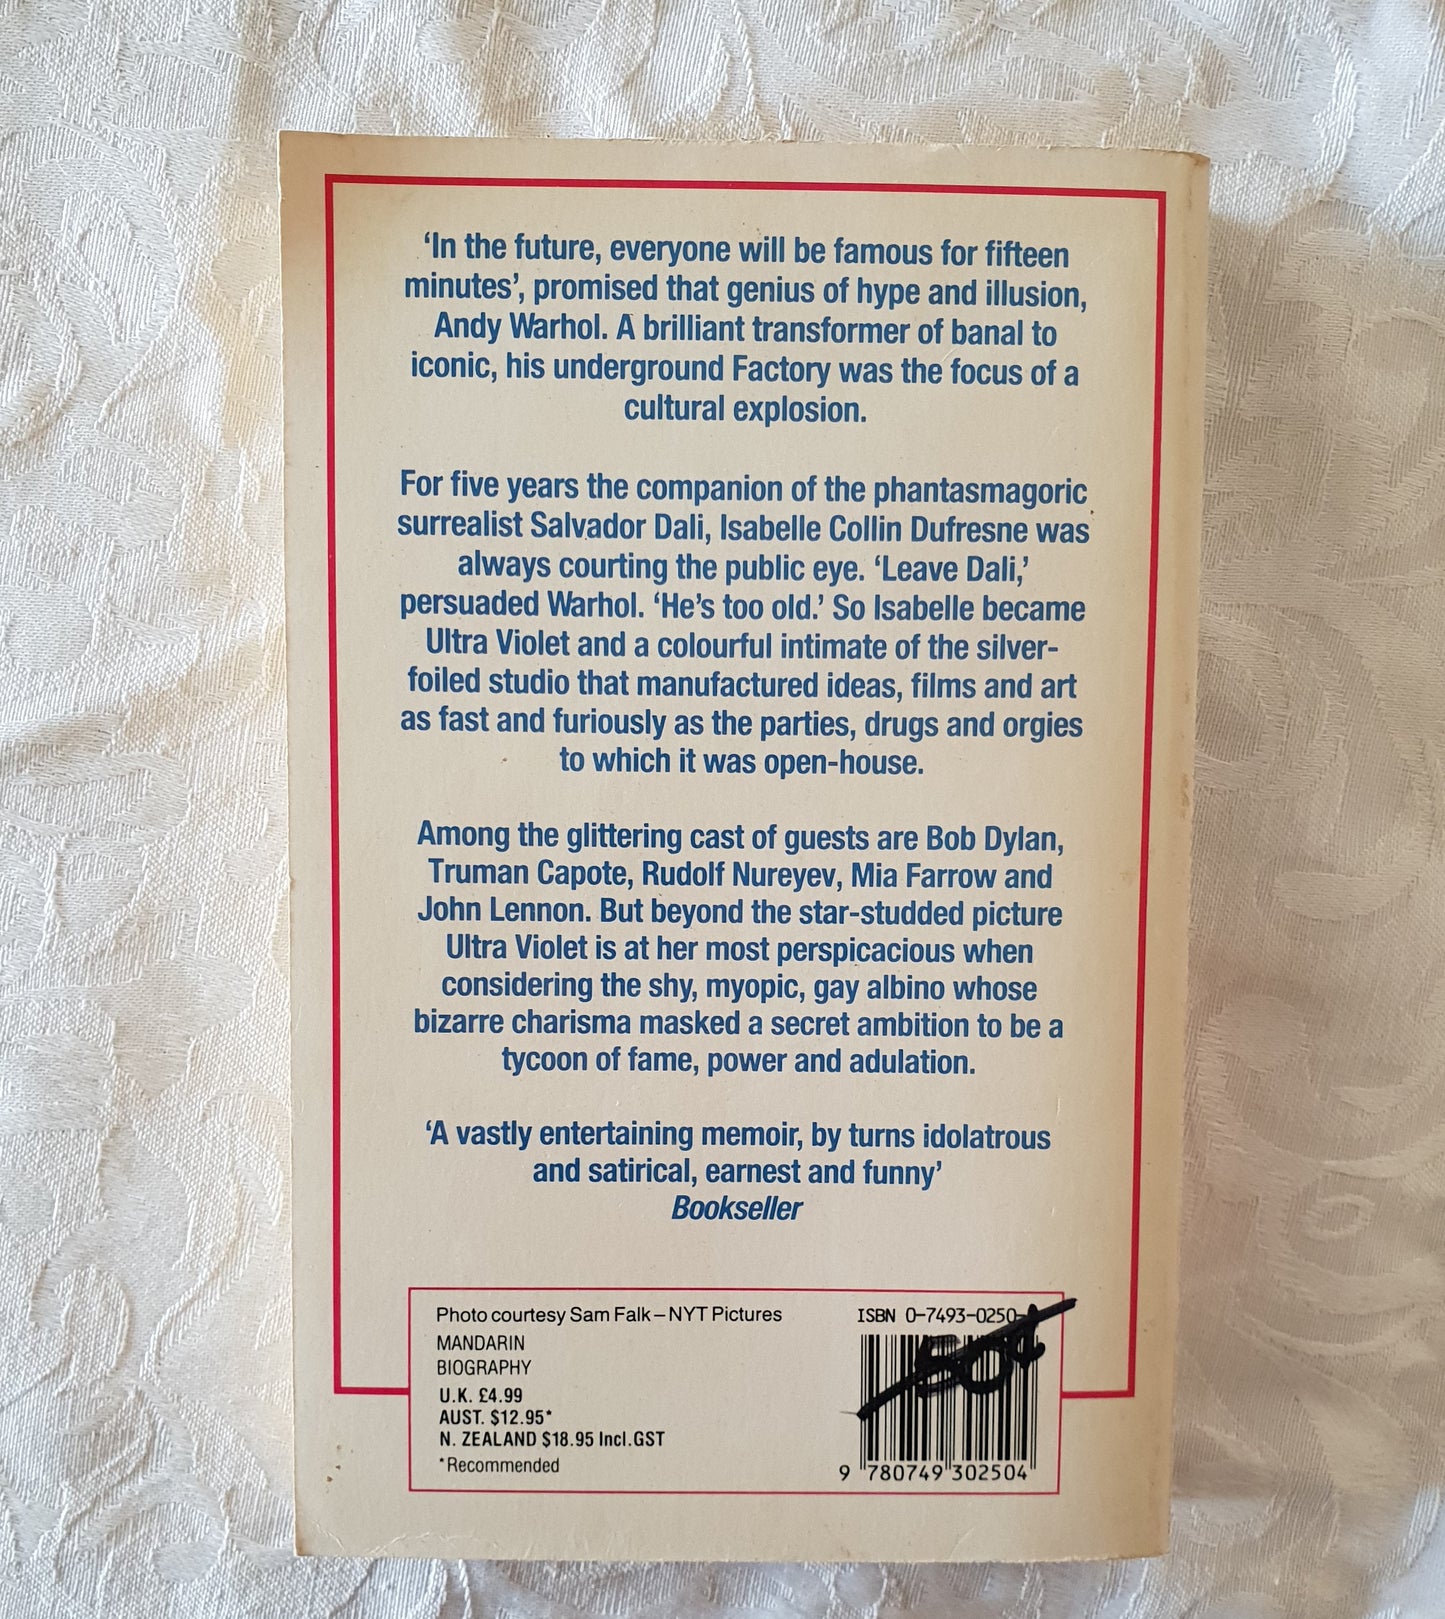 ‘In the future, everyone will be famous for fifteen
minutes’, promised that genius of hype and illusion,
Andy Warhol. A brilliant transformer of banal to
iconic, his underground Factory was the focus of a
cultural explosion.
For five years the companion of the phantasmagoric
surrealist Salvador Dali, Isabelle Collin Dufresne was
always courting the public eye. ‘Leave Dali,’
persuaded Warhol. ‘He’s too old.’ So Isabelle became
Ultra Violet and a colourful intimate of the silver-
foiled studio that manufactured ideas, films and art
as fast and furiously as the parties, drugs and orgies
to which it was open-house.
Among the glittering cast of guests are Bob Dylan,
Truman Capote, Rudolf Nureyev, Mia Farrow and
John Lennon. But beyond the star-studded picture
Ultra Violet is at her most perspicacious when
considering the shy, myopic, gay albino whose
bizarre charisma masked a secret ambition to be a
tycoon of fame, power and adulation.
‘A vastly entertaining memoir, by turns idolatrous
and satirical, earnest and funny’
Bookseller
Photo courtesy Sam Falk – NYT Pictures
MANDARIN
BIOGRAPHY
U.K. £4.99
AUST. $12.95*
N. ZEALAND $18.95 Incl.GST
*Recommended
ISBN 0-7493-0250-
50¢
9 780749 302504